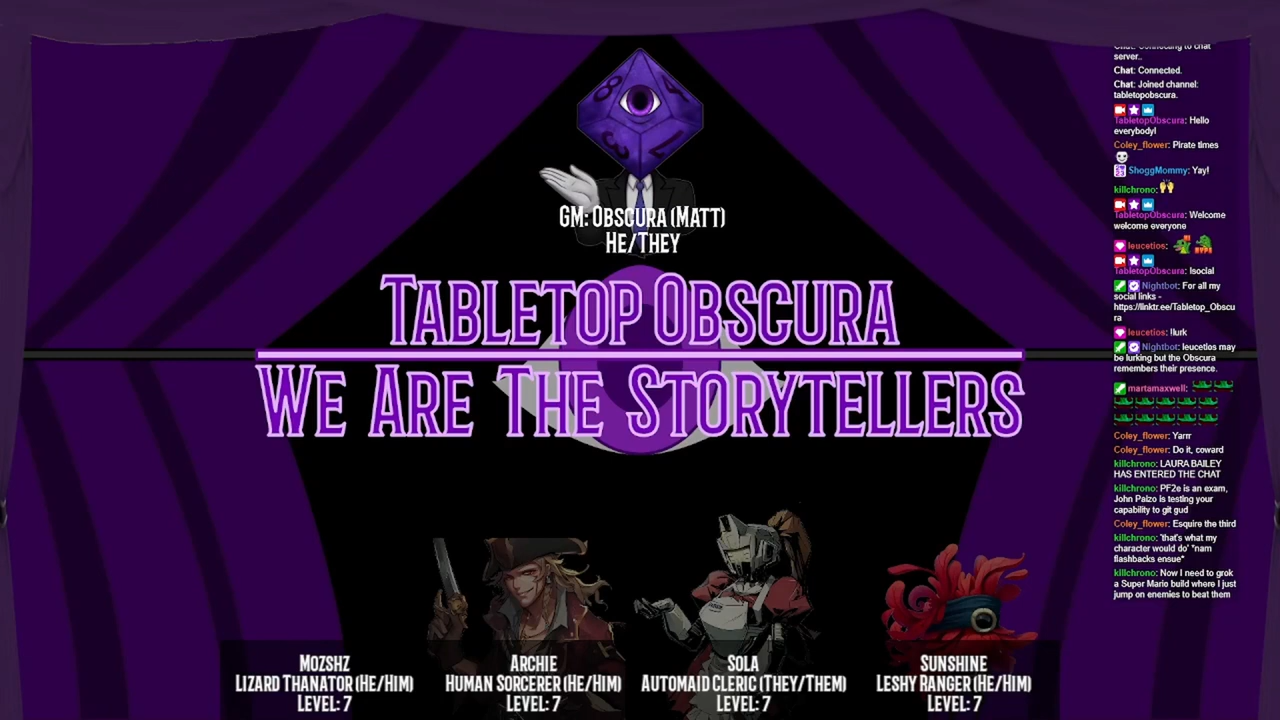 GM: Obscura (Matt)
He/They
Tabletop Obscura
We Are The Storytellers
Mozshz
Lizard Thanator (He/Him)
Level: 7
Archie
Human Sorcerer (He/Him)
Level: 7
Sola
Automaid Cleric (They/Them)
Level: 7
Sunshine
Leshy Ranger (He/Him)
Level: 7
Chat: Connecting to chat
server..
Chat: Connected.
Chat: Joined channel:
tabletopobscura.
TabletopObscura: Hello
everybody!
Coley_flower: Pirate times
ShoggMommy: Yay!
killchrono:
TabletopObscura: Welcome
welcome everyone
leucetios:
TabletopObscura: !social
Nightbot: For all my
social links -
https://linktr.ee/Tabletop_Obscu
ra
leucetios: !lurk
Nightbot: leucetios may
be lurking but the Obscura
remembers their presence.
martamaxwell:
Coley_flower: Yarrr
Coley_flower: Do it, coward
killchrono: LAURA BAILEY
HAS ENTERED THE CHAT
killchrono: PF2e is an exam,
John Paizo is testing your
capability to git gud
Coley_flower: Esquire the third
killchrono: 'that's what my
character would do' *nam
flashbacks ensue*
killchrono: Now I need to grok
a Super Mario build where I just
jump on enemies to beat them